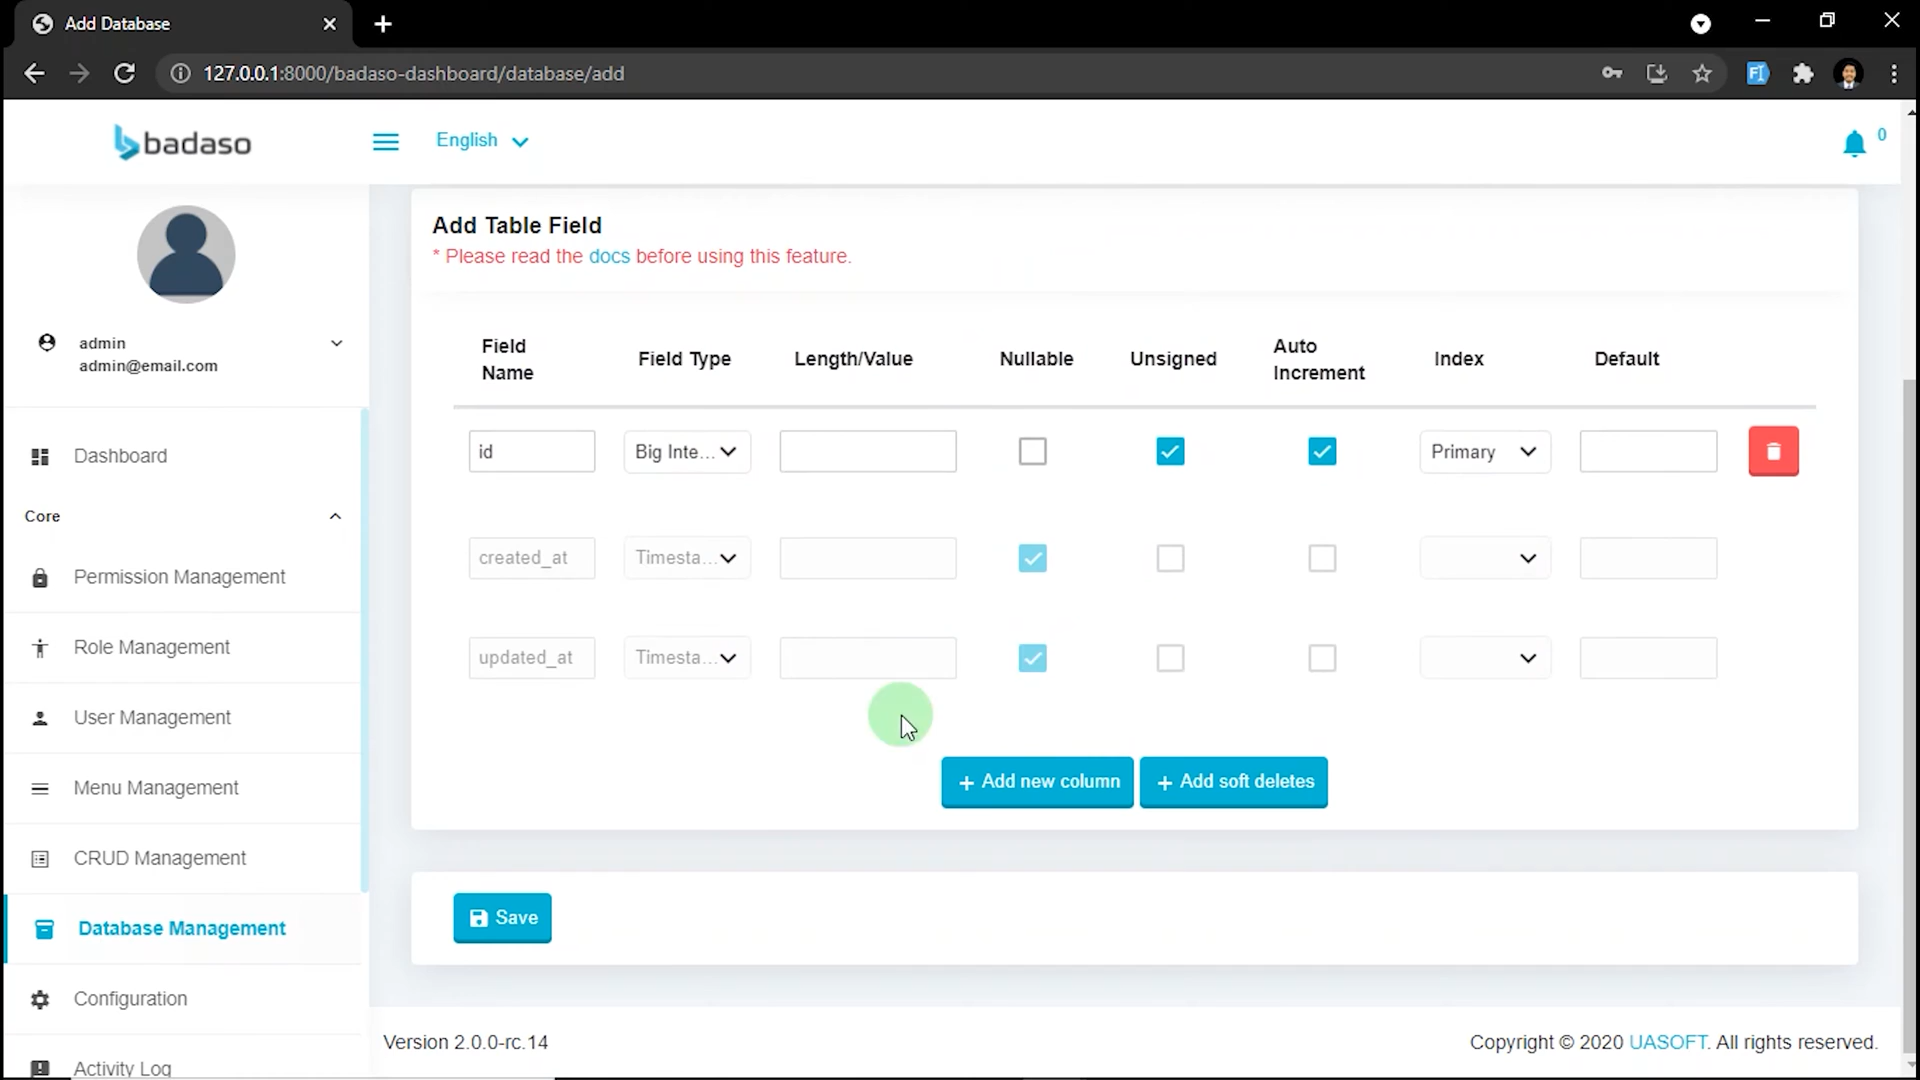 Add Database
127.0.0.1:8000/badaso-dashboard/database/add
badaso
English
0
admin
admin@email.com
Dashboard
Core
Permission Management
Role Management
User Management
Menu Management
CRUD Management
Database Management
Configuration
Activity Log
Add Table Field
* Please read the docs before using this feature.
Field Name
Field Type
Length/Value
Nullable
Unsigned
Auto Increment
Index
Default
id
Big Inte...
Primary
created_at
Timesta...
updated_at
Timesta...
+ Add new column
+ Add soft deletes
Save
Version 2.0.0-rc.14
Copyright © 2020 UASOFT. All rights reserved.